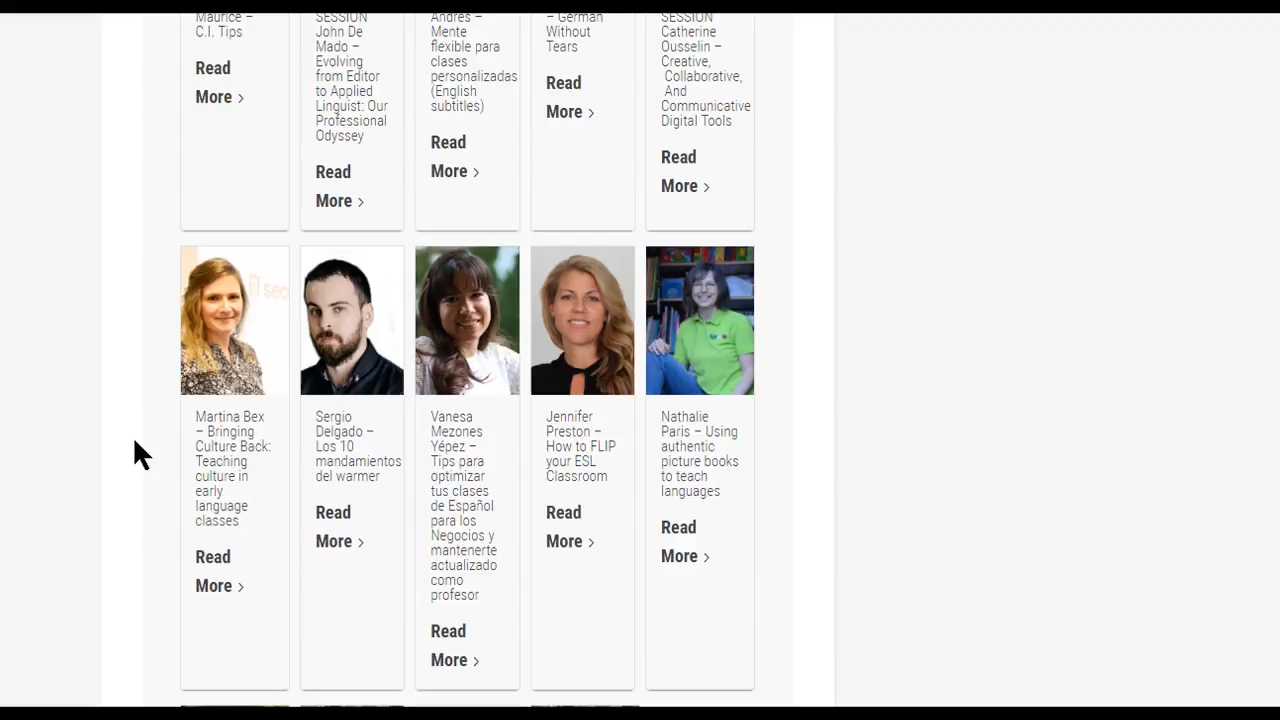 Maurice –
C.I. Tips
Read
More >
SESSION
John De
Mado –
Evolving
from Editor
to Applied
Linguist: Our
Professional
Odyssey
Read
More >
Andrés –
Mente
flexible para
clases
personalizadas
(English
subtitles)
Read
More >
– German
Without
Tears
Read
More >
SESSION
Catherine
Ousselin –
Creative,
Collaborative,
And
Communicative
Digital Tools
Read
More >
Martina Bex
– Bringing
Culture Back:
Teaching
culture in
early
language
classes
Read
More >
Sergio
Delgado –
Los 10
mandamientos
del warmer
Read
More >
Vanesa
Mezones
Yépez –
Tips para
optimizar
tus clases
de Español
para los
Negocios y
mantenerte
actualizado
como
profesor
Read
More >
Jennifer
Preston –
How to FLIP
your ESL
Classroom
Read
More >
Nathalie
Paris – Using
authentic
picture books
to teach
languages
Read
More >